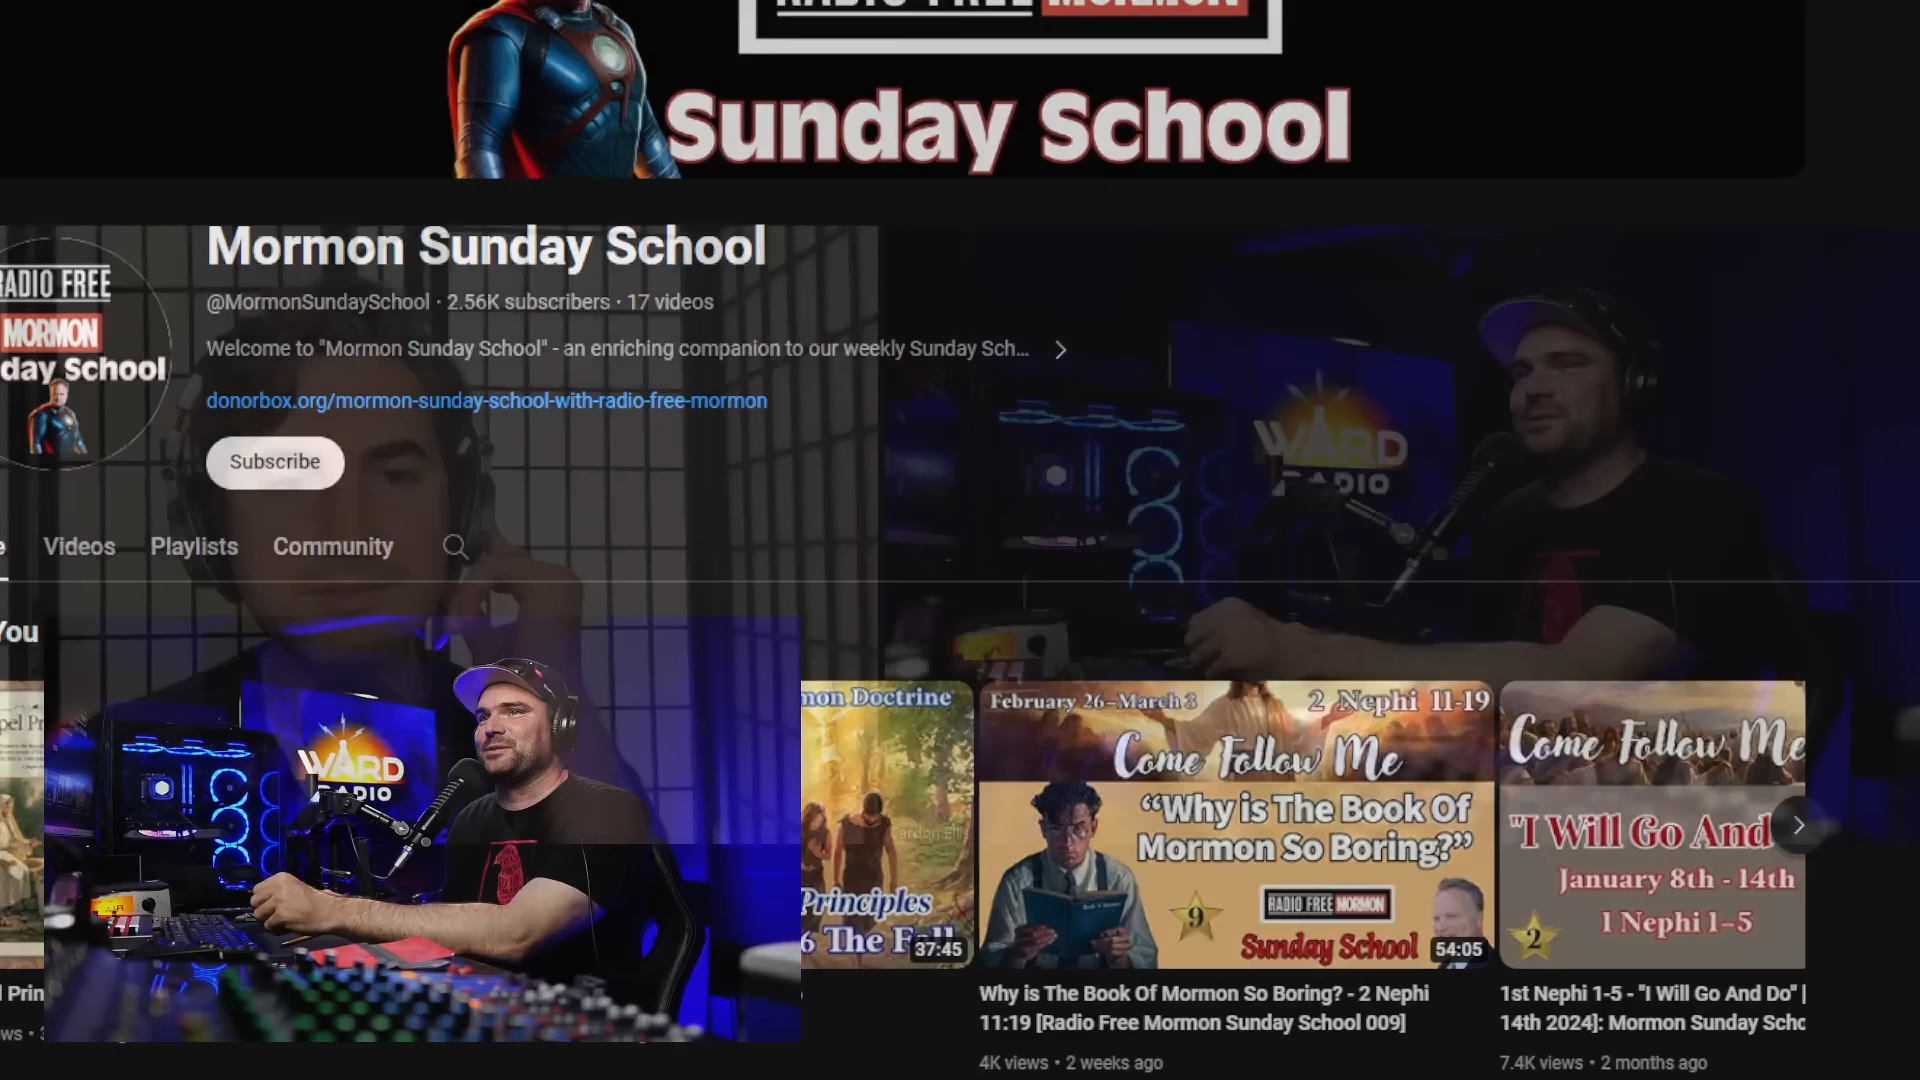 RADIO FREE MORMON
Sunday School
Mormon Sunday School
@MormonSundaySchool · 2.56K subscribers · 17 videos
Welcome to "Mormon Sunday School" - an enriching companion to our weekly Sunday Sch...
donorbox.org/mormon-sunday-school-with-radio-free-mormon
Subscribe
RADIO FREE
MORMON
day School
Videos Playlists Community
You
WARD
RADIO
WARD
RADIO
mon Doctrine
Principles
6 The Fall
37:45
February 26-March 3 2 Nephi 11-19
Come Follow Me
“Why is The Book Of
Mormon So Boring?”
9
RADIO FREE MORMON
Sunday School
54:05
Come Follow Me
"I Will Go And
January 8th - 14th
1 Nephi 1-5
2
Why is The Book Of Mormon So Boring? - 2 Nephi
11:19 [Radio Free Mormon Sunday School 009]
4K views · 2 weeks ago
1st Nephi 1-5 - "I Will Go And Do" |
14th 2024]: Mormon Sunday Scho
7.4K views · 2 months ago